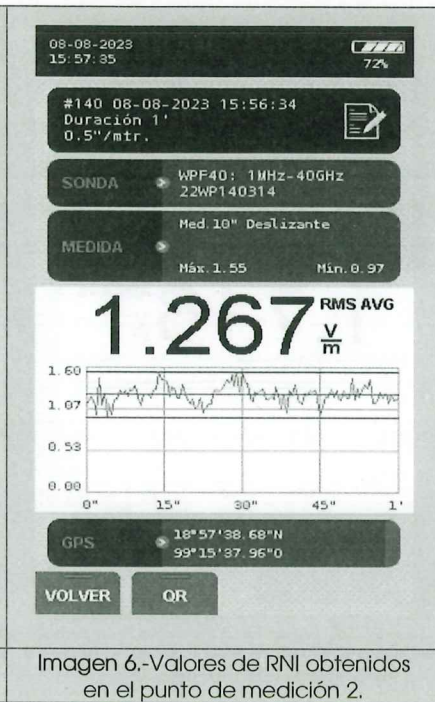 08-08-2023
15:57:35
72%
#140 08-08-2023 15:56:34
Duración 1'
0.5"/mtr.
SONDA
WPF40: 1MHz-40GHz
22WP140314
MEDIDA
Med.10" Deslizante
Máx.1.55 Min.0.97
1.267 RMS AVG
V/m
1.60
1.07
0.53
0.00
0" 15" 30" 45" 1'
GPS
18°57'38.68"N
99°15'37.96"O
VOLVER QR
Imagen 6.-Valores de RNI obtenidos
en el punto de medición 2.